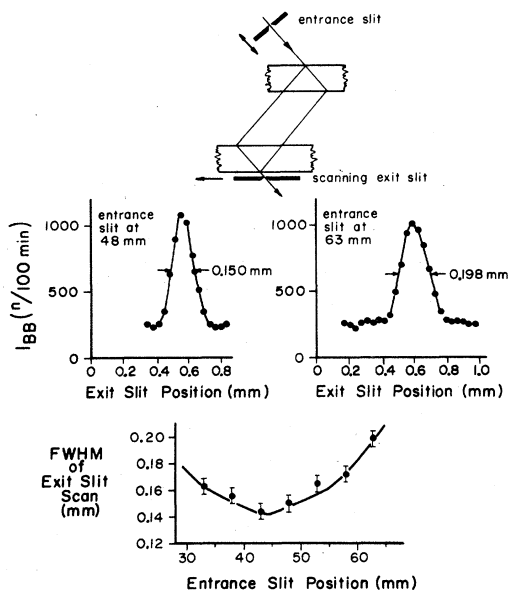 entrance slit
scanning exit slit
entrance
slit at
48 mm
0.150 mm
1000
500
0
0 0.2 0.4 0.6 0.8
Exit Slit Position (mm)
I_BB (n/100 min)
entrance
slit at
63 mm
0.198 mm
1000
500
0
0 0.2 0.4 0.6 0.8 1.0
Exit Slit Position (mm)
FWHM
of
Exit Slit
Scan
(mm)
0.20
0.18
0.16
0.14
0.12
30 40 50 60
Entrance Slit Position (mm)